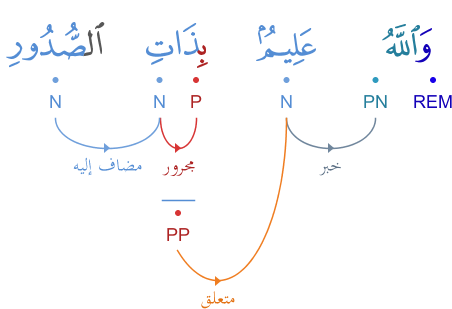 وَٱللَّهُ عَلِيمٌۢ بِذَاتِ ٱلصُّدُورِ
REM PN N P N N
خبر مجرور مضاف إليه
PP
متعلق